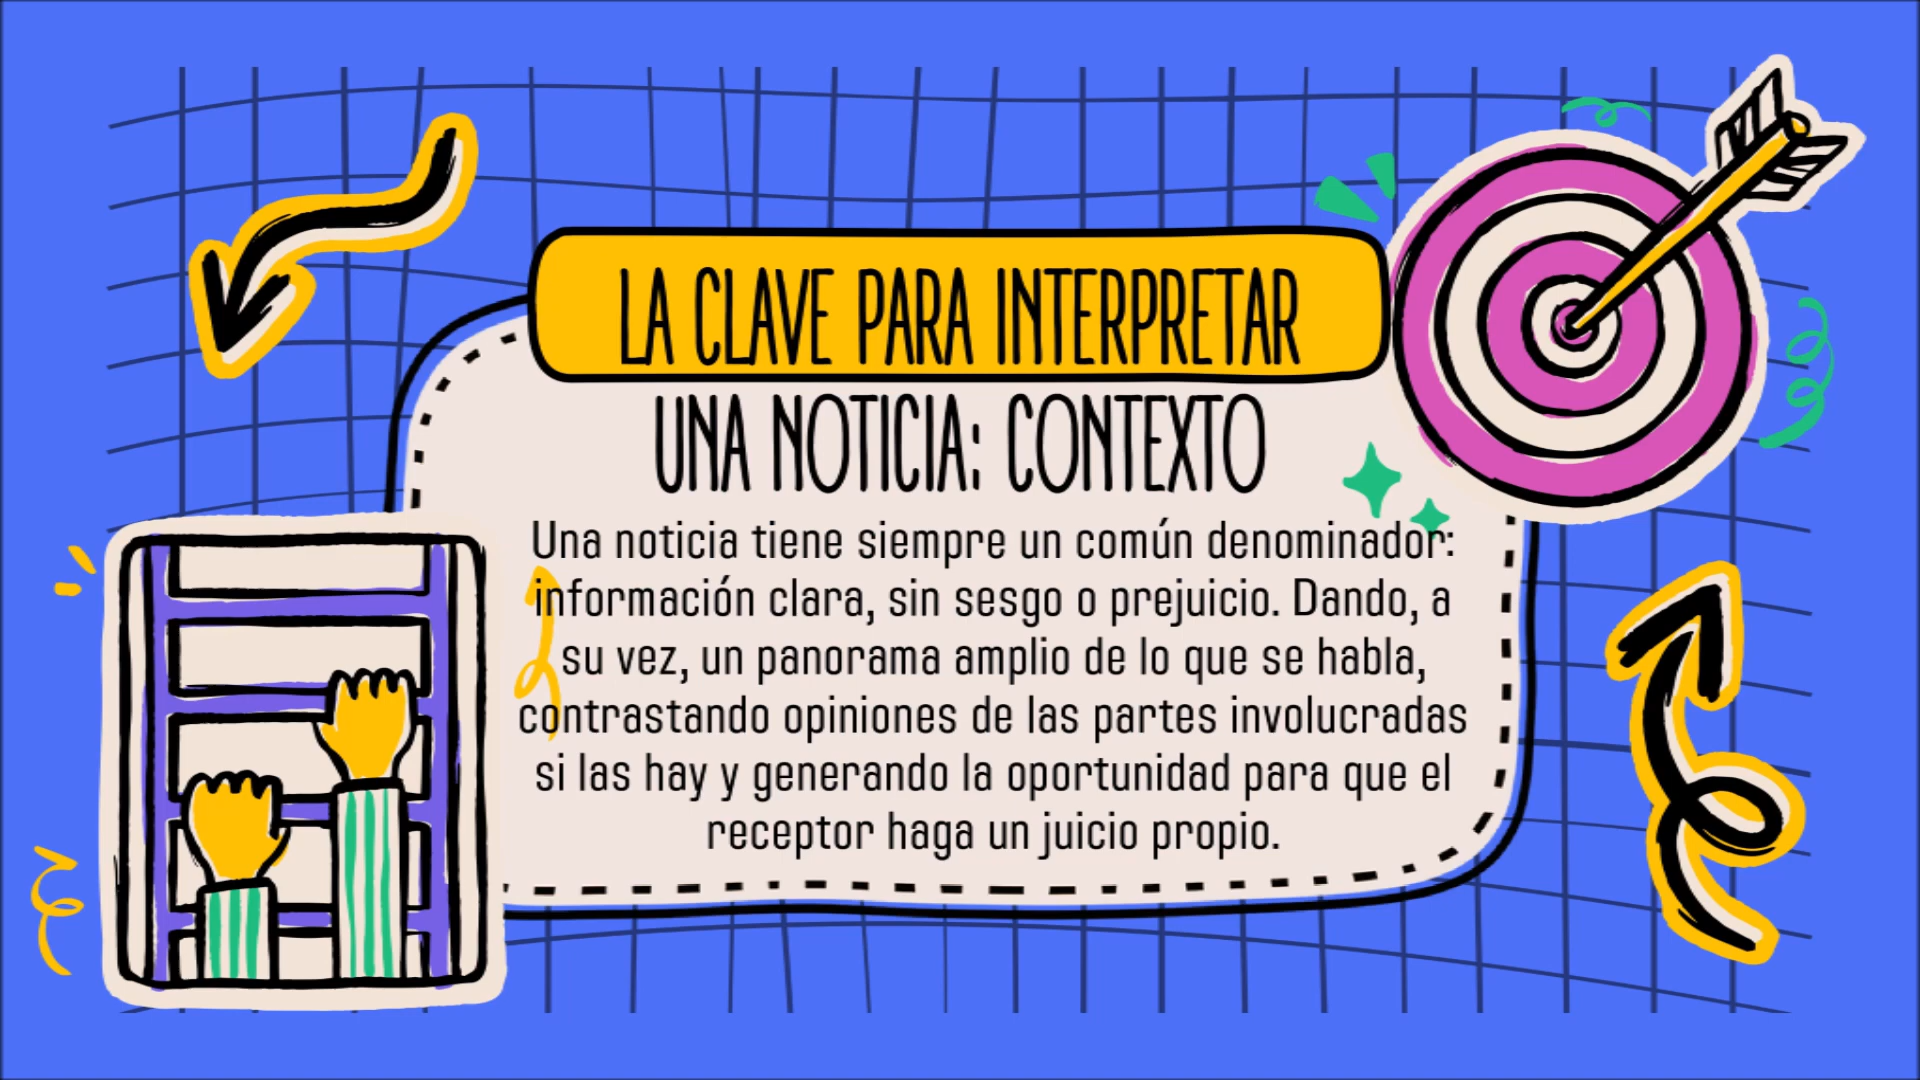 LA CLAVE PARA INTERPRETAR
UNA NOTICIA: CONTEXTO
Una noticia tiene siempre un común denominador:
información clara, sin sesgo o prejuicio. Dando, a
su vez, un panorama amplio de lo que se habla,
contrastando opiniones de las partes involucradas
si las hay y generando la oportunidad para que el
receptor haga un juicio propio.